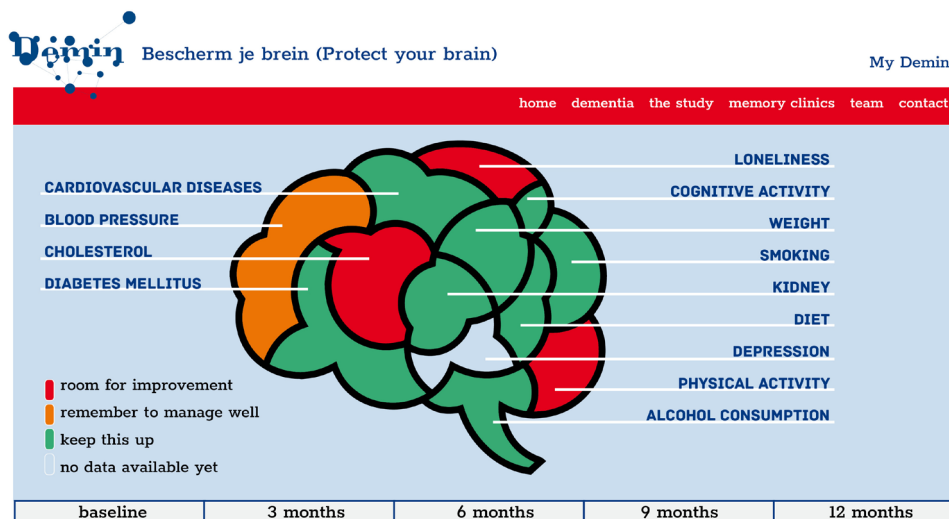 Demin
Bescherm je brein (Protect your brain)
My Demin
home dementia the study memory clinics team contact
CARDIOVASCULAR DISEASES
BLOOD PRESSURE
CHOLESTEROL
DIABETES MELLITUS
LONELINESS
COGNITIVE ACTIVITY
WEIGHT
SMOKING
KIDNEY
DIET
DEPRESSION
PHYSICAL ACTIVITY
ALCOHOL CONSUMPTION
room for improvement
remember to manage well
keep this up
no data available yet
baseline 3 months 6 months 9 months 12 months